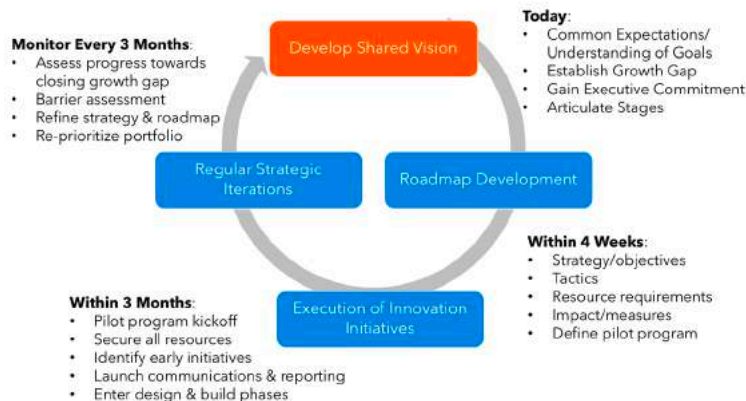 Develop Shared Vision
Today:
• Common Expectations/
Understanding of Goals
• Establish Growth Gap
• Gain Executive Commitment
• Articulate Stages
Roadmap Development
Within 4 Weeks:
• Strategy/objectives
• Tactics
• Resource requirements
• Impact/measures
• Define pilot program
Execution of Innovation
Initiatives
Within 3 Months:
• Pilot program kickoff
• Secure all resources
• Identify early initiatives
• Launch communications & reporting
• Enter design & build phases
Regular Strategic
Iterations
Monitor Every 3 Months:
• Assess progress towards
closing growth gap
• Barrier assessment
• Refine strategy & roadmap
• Re-prioritize portfolio